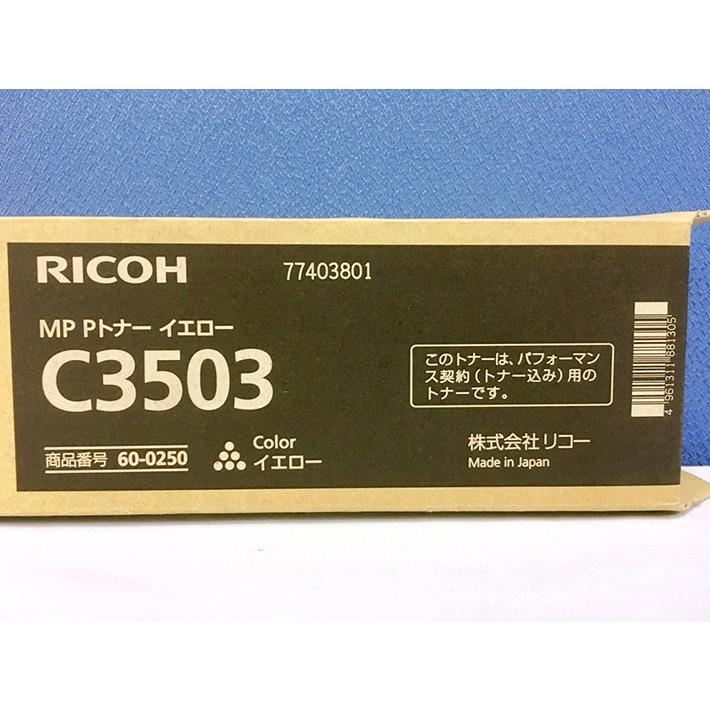 RICOH
77403801
MP Pトナー イエロー
C3503
このトナーは、パフォーマン
ス契約(トナー込み)用の
トナーです。
商品番号 60-0250
Color
イエロー
株式会社リコー
Made in Japan
4 961311 881305